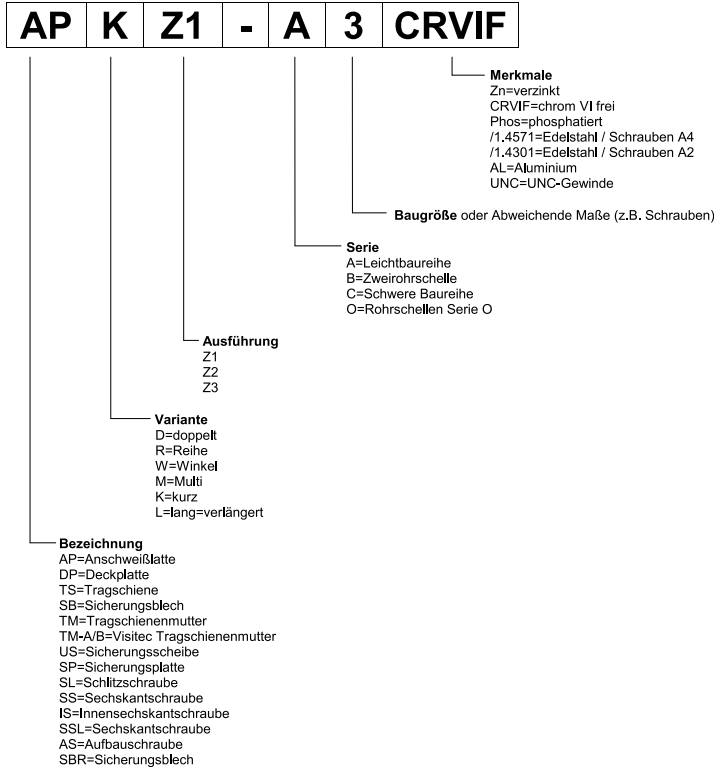 AP K Z1 - A 3 CRVIF
Merkmale
Zn=verzinkt
CRVIF=chrom VI frei
Phos=phosphatiert
/1.4571=Edelstahl / Schrauben A4
/1.4301=Edelstahl / Schrauben A2
AL=Aluminium
UNC=UNC-Gewinde
Baugröße oder Abweichende Maße (z.B. Schrauben)
Serie
A=Leichtbaureihe
B=Zweirohrschelle
C=Schwere Baureihe
O=Rohrschellen Serie O
Ausführung
Z1
Z2
Z3
Variante
D=doppelt
R=Reihe
W=Winkel
M=Multi
K=kurz
L=lang=verlängert
Bezeichnung
AP=Anschweißlatte
DP=Deckplatte
TS=Tragschiene
SB=Sicherungsblech
TM=Tragschienenmutter
TM-A/B=Visitec Tragschienenmutter
US=Sicherungsscheibe
SP=Sicherungsplatte
SL=Schlitzschraube
SS=Sechskantschraube
IS=Innensechskantschraube
SSL=Sechskantschraube
AS=Aufbauschraube
SBR=Sicherungsblech